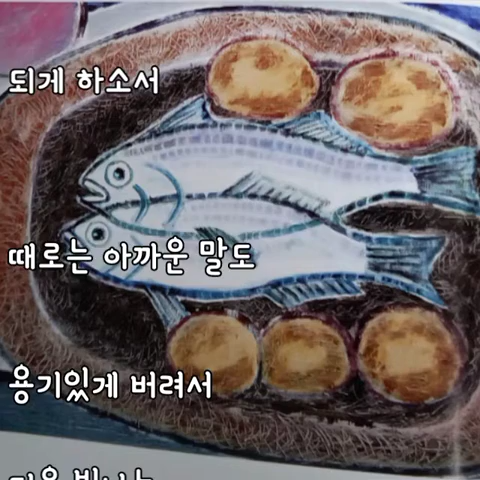 되게 하소서
때로는 아까운 말도
용기있게 버려서